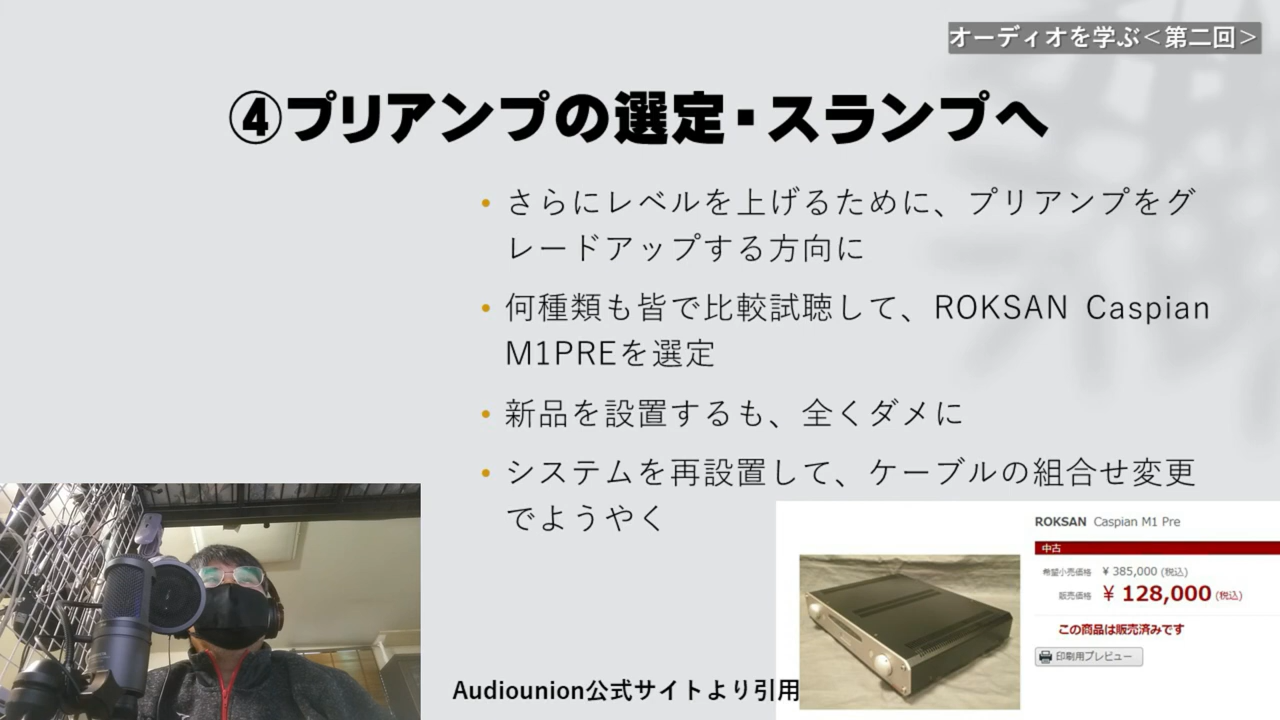 オーディオを学ぶ＜第二回＞
④プリアンプの選定・スランプへ
• さらにレベルを上げるために、プリアンプをグ
レードアップする方向に
• 何種類も皆で比較試聴して、ROKSAN Caspian
M1PREを選定
• 新品を設置するも、全くダメに
• システムを再設置して、ケーブルの組合せ変更
でようやく
ROKSAN Caspian M1 Pre
中古
希望小売価格 ¥ 385,000 (税込)
販売価格 ¥ 128,000 (税込)
この商品は販売済みです
印刷用プレビュー
Audiounion公式サイトより引用